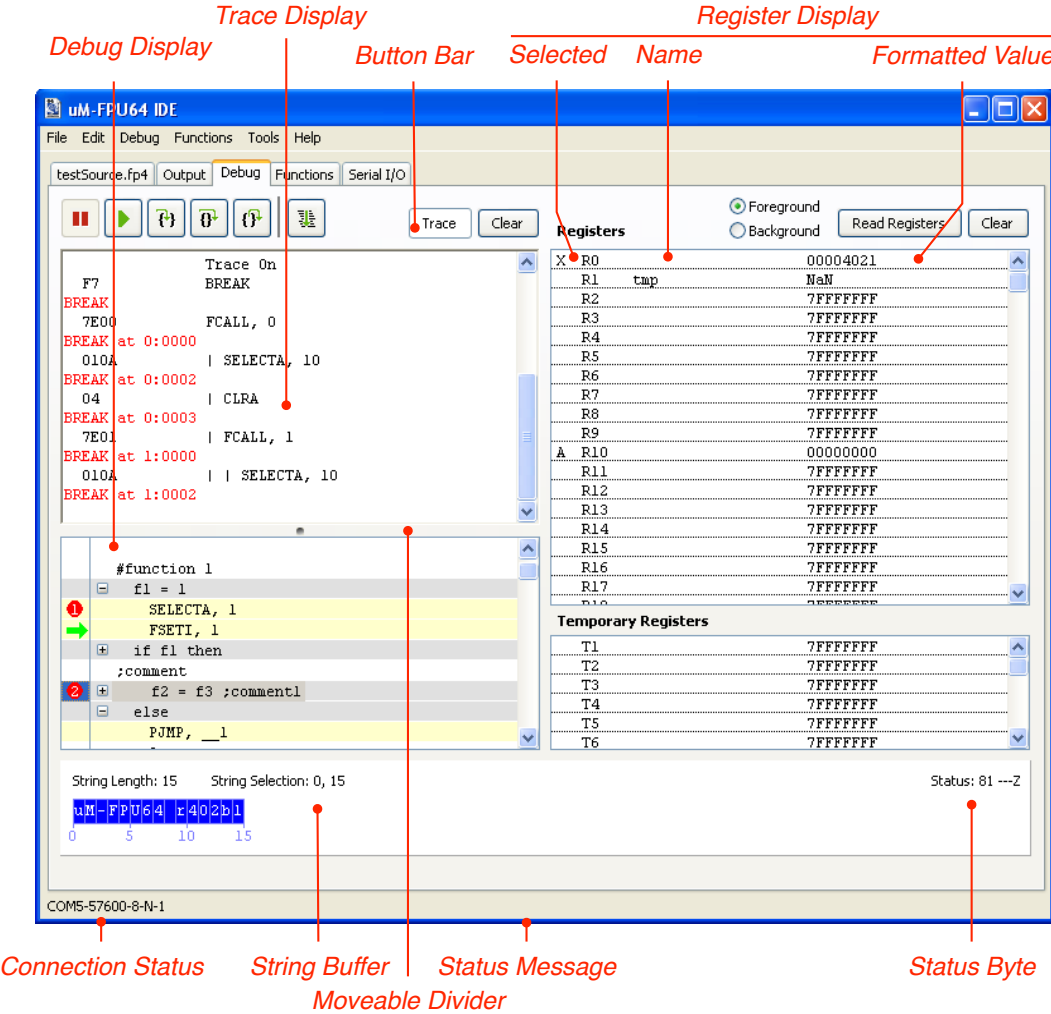 Trace Display
Register Display
Debug Display
Button Bar
Selected
Name
Formatted Value
uM-FPU64 IDE
File Edit Debug Functions Tools Help
testSource.fp4 Output Debug Functions Serial I/O
Trace Clear
Registers
Foreground
Background
Read Registers Clear
Trace On
F7 BREAK
BREAK
7E00 FCALL, 0
BREAK at 0:0000
010A | SELECTA, 10
BREAK at 0:0002
04 | CLRA
BREAK at 0:0003
7E01 | FCALL, 1
BREAK at 1:0000
010A | | SELECTA, 10
BREAK at 1:0002
X R0 00004021
R1 tmp NaN
R2 7FFFFFFF
R3 7FFFFFFF
R4 7FFFFFFF
R5 7FFFFFFF
R6 7FFFFFFF
R7 7FFFFFFF
R8 7FFFFFFF
R9 7FFFFFFF
A R10 00000000
R11 7FFFFFFF
R12 7FFFFFFF
R13 7FFFFFFF
R14 7FFFFFFF
R15 7FFFFFFF
R16 7FFFFFFF
R17 7FFFFFFF
R18 7FFFFFFF
#function 1
f1 = 1
1 SELECTA, 1
FSETI, 1
if f1 then
;comment
2 f2 = f3 ;comment1
else
PJMP, __1
Temporary Registers
T1 7FFFFFFF
T2 7FFFFFFF
T3 7FFFFFFF
T4 7FFFFFFF
T5 7FFFFFFF
T6 7FFFFFFF
String Length: 15 String Selection: 0, 15
Status: 81 ---Z
uM-FPU64 r402b1
0 5 10 15
COM5-57600-8-N-1
Connection Status
String Buffer
Status Message
Status Byte
Moveable Divider